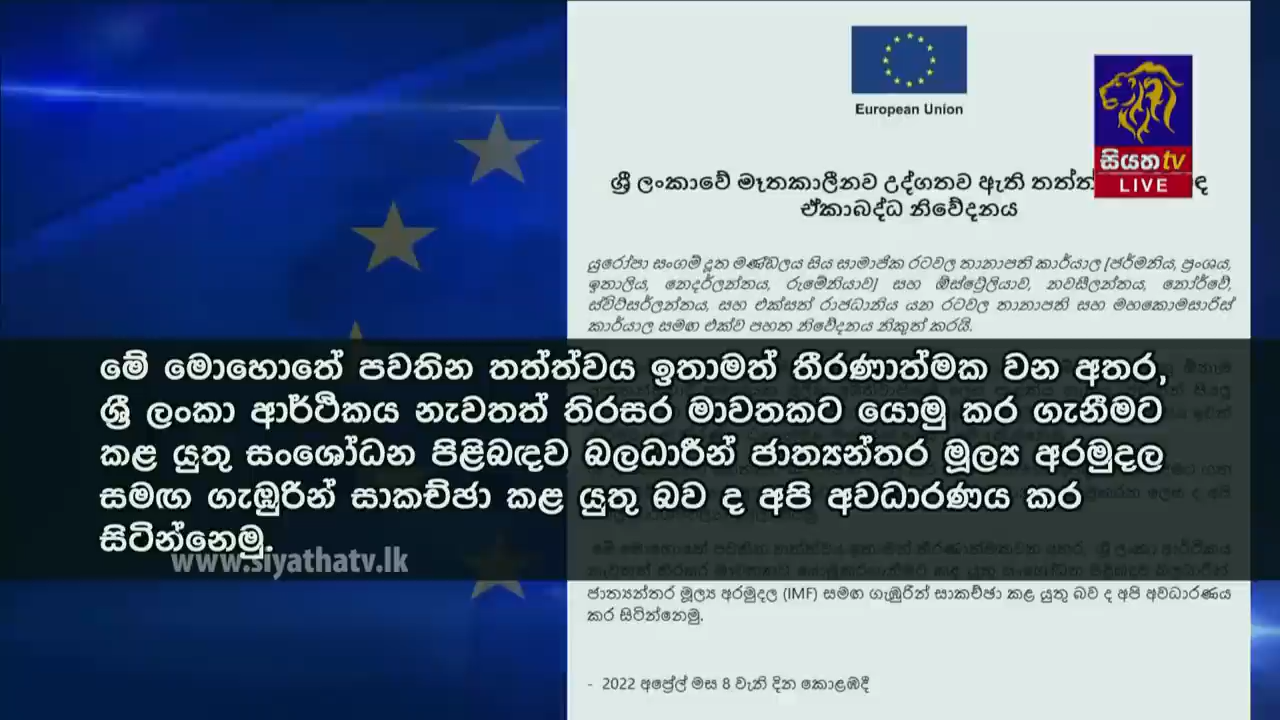 European Union
සියත tv
LIVE
ශ්‍රී ලංකාවේ මෑතකාලීනව උද්ගතව ඇති
ඒකාබද්ධ නිවේදනය
යුරෝපා සංගම් දූත මණ්ඩලය සිය සාමාජික රටවල තානාපති කාර්යාල [ජර්මනිය, ප්‍රංශය,
ඉතාලිය, නෙදර්ලන්තය, රුමේනියාව] සහ ඕස්ට්‍රේලියාව, නවසීලන්තය, නෝර්වේ,
ස්විට්සර්ලන්තය, සහ එක්සත් රාජධානිය යන රටවල තානාපති සහ මහකොමසාරිස්
කාර්යාල සමඟ එක්ව පහත නිවේදනය නිකුත් කරයි.
මේ මොහොතේ පවතින තත්ත්වය ඉතාමත් තීරණාත්මක වන අතර,
ශ්‍රී ලංකා ආර්ථිකය නැවතත් තිරසර මාවතකට යොමු කර ගැනීමට
කළ යුතු සංශෝධන පිළිබඳව බලධාරීන් ජාත්‍යන්තර මූල්‍ය අරමුදල
සමඟ ගැඹුරින් සාකච්ඡා කළ යුතු බව ද අපි අවධාරණය කර
සිටින්නෙමු.
www.siyathatv.lk
ජාත්‍යන්තර මූල්‍ය අරමුදල (IMF) සමඟ ගැඹුරින් සාකච්ඡා කළ යුතු බව ද අපි අවධාරණය
කර සිටින්නෙමු.
- 2022 අප්‍රේල් මස 8 වැනි දින කොළඹදී